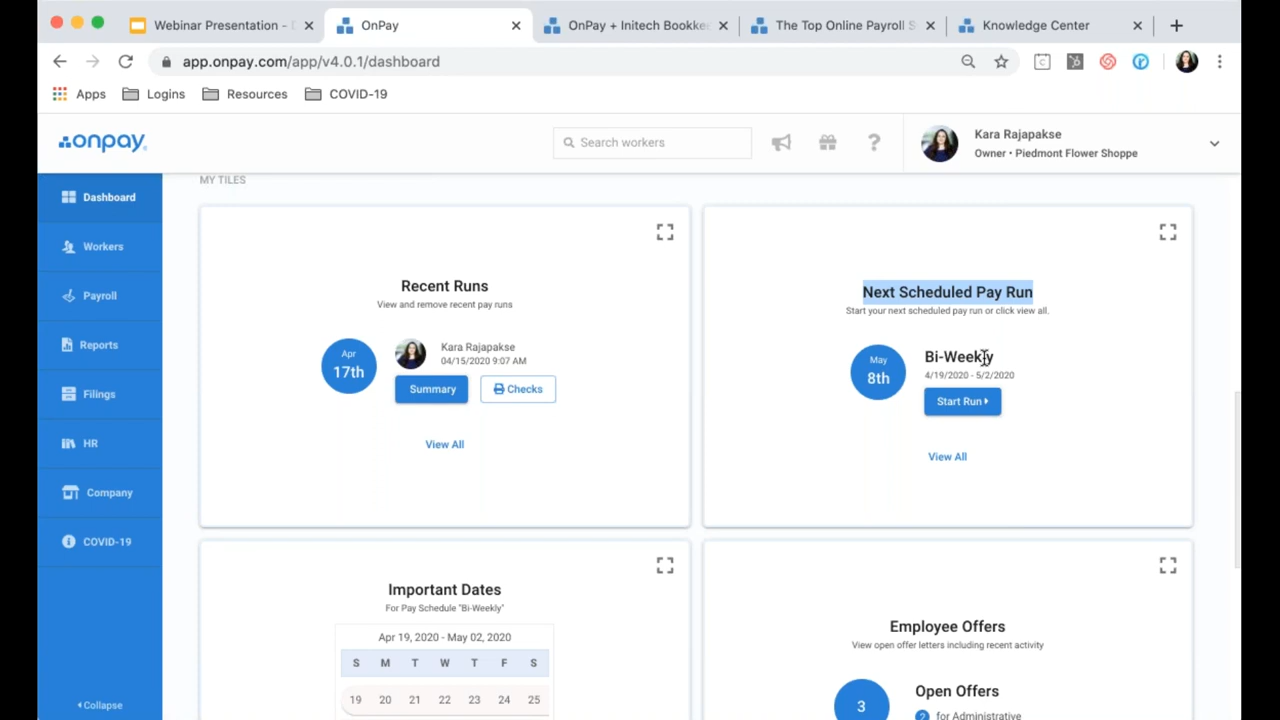 Webinar Presentation - 
OnPay
OnPay + Initech Bookke
The Top Online Payroll S
Knowledge Center
app.onpay.com/app/v4.0.1/dashboard
Apps
Logins
Resources
COVID-19
onpay
Search workers
Kara Rajapakse
Owner • Piedmont Flower Shoppe
Dashboard
Workers
Payroll
Reports
Filings
HR
Company
COVID-19
Collapse
MY TILES
Recent Runs
View and remove recent pay runs
Apr
17th
Kara Rajapakse
04/15/2020 9:07 AM
Summary
Checks
View All
Next Scheduled Pay Run
Start your next scheduled pay run or click view all.
May
8th
Bi-Weekly
4/19/2020 - 5/2/2020
Start Run
View All
Important Dates
For Pay Schedule "Bi-Weekly"
Apr 19, 2020 - May 02, 2020
S M T W T F S
19 20 21 22 23 24 25
Employee Offers
View open offer letters including recent activity
3
Open Offers
2 for Administrative